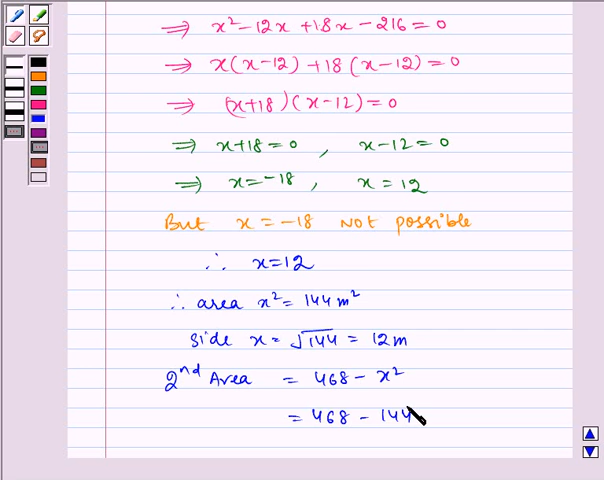 ⇒ x² - 12x + 18x - 216 = 0
⇒ x(x-12) + 18(x-12) = 0
⇒ (x+18)(x-12) = 0
⇒ x+18=0 , x-12=0
⇒ x=-18 , x=12
But x=-18 not possible
∴ x=12
∴ area x² = 144 m²
Side x = √144 = 12m
2nd Area = 468 - x²
= 468 - 144